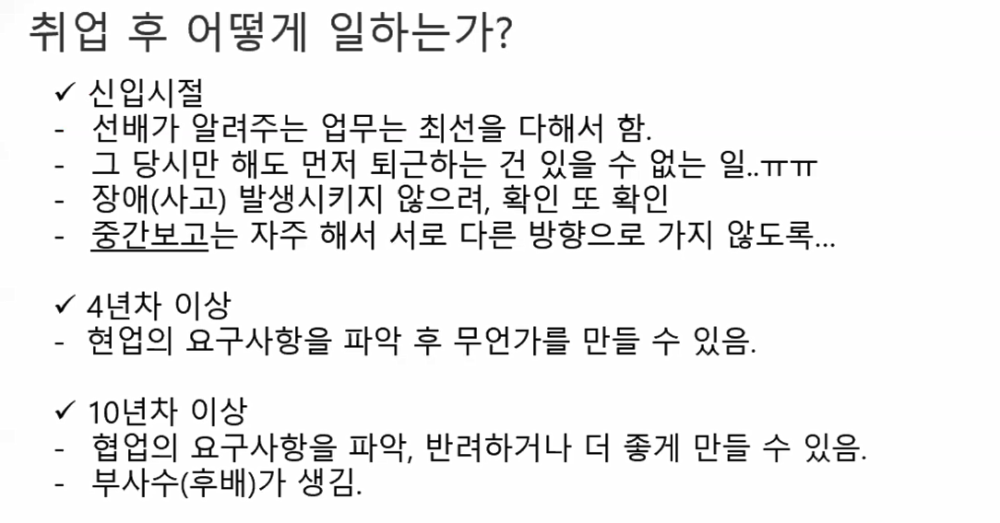 취업 후 어떻게 일하는가?
✓ 신입시절
- 선배가 알려주는 업무는 최선을 다해서 함.
- 그 당시만 해도 먼저 퇴근하는 건 있을 수 없는 일..ㅠㅠ
- 장애(사고) 발생시키지 않으려, 확인 또 확인
- 중간보고는 자주 해서 서로 다른 방향으로 가지 않도록...
✓ 4년차 이상
- 현업의 요구사항을 파악 후 무언가를 만들 수 있음.
✓ 10년차 이상
- 협업의 요구사항을 파악, 반려하거나 더 좋게 만들 수 있음.
- 부사수(후배)가 생김.